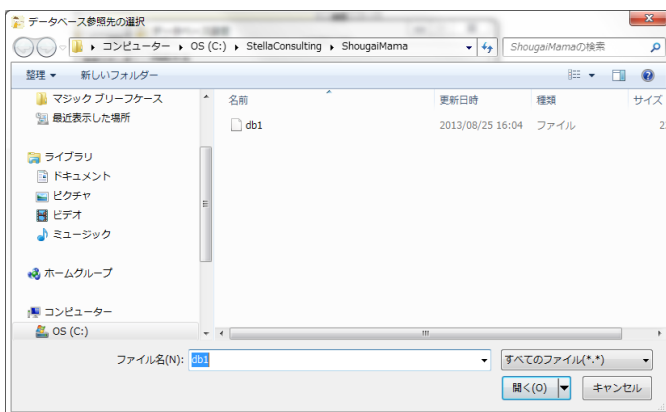 データベース参照先の選択
コンピューター ▸ OS (C:) ▸ StellaConsulting ▸ ShougaiMama
ShougaiMamaの検索
整理 新しいフォルダー
マジック ブリーフケース
最近表示した場所
ライブラリ
ドキュメント
ピクチャ
ビデオ
ミュージック
ホームグループ
コンピューター
OS (C:)
名前 更新日時 種類 サイズ
db1 2013/08/25 16:04 ファイル 2
ファイル名(N): db1 すべてのファイル(*.*)
開く(O) キャンセル